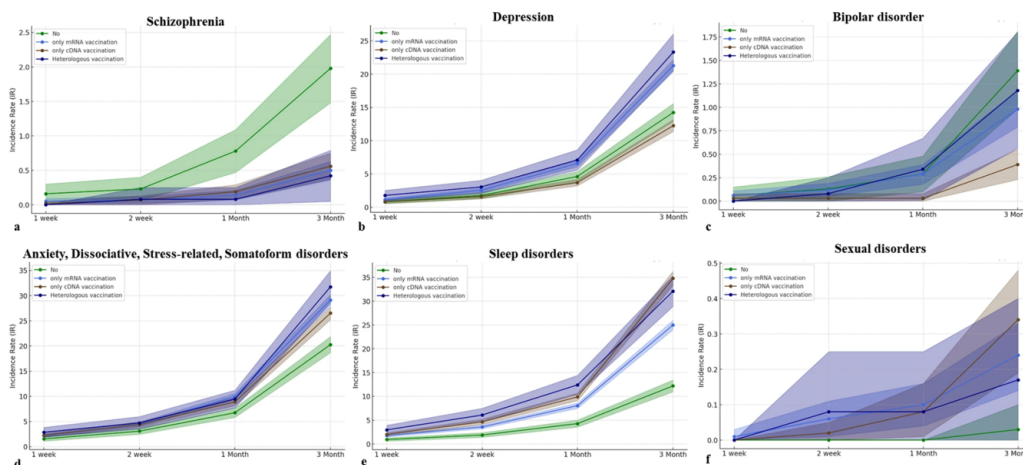 Schizophrenia
2.5
2.0
1.5
1.0
0.5
0.0
Incidence Rate (IR)
No
only mRNA vaccination
only cDNA vaccination
Heterologous vaccination
1 week
2 week
1 Month
3 Month
a
Depression
25
20
15
10
5
0
Incidence Rate (IR)
No
only mRNA vaccination
only cDNA vaccination
Heterologous vaccination
1 week
2 week
1 Month
3 Month
b
Bipolar disorder
1.75
1.50
1.25
1.00
0.75
0.50
0.25
0.00
Incidence Rate (IR)
No
only mRNA vaccination
only cDNA vaccination
Heterologous vaccination
1 week
2 week
1 Month
3 Month
c
Anxiety, Dissociative, Stress-related, Somatoform disorders
35
30
25
20
15
10
5
0
Incidence Rate (IR)
No
only mRNA vaccination
only cDNA vaccination
Heterologous vaccination
1 week
2 week
1 Month
3 Month
d
Sleep disorders
35
30
25
20
15
10
5
0
Incidence Rate (IR)
No
only mRNA vaccination
only cDNA vaccination
Heterologous vaccination
1 week
2 week
1 Month
3 Month
e
Sexual disorders
0.5
0.4
0.3
0.2
0.1
0.0
Incidence Rate (IR)
No
only mRNA vaccination
only cDNA vaccination
Heterologous vaccination
1 week
2 week
1 Month
3 Month
f